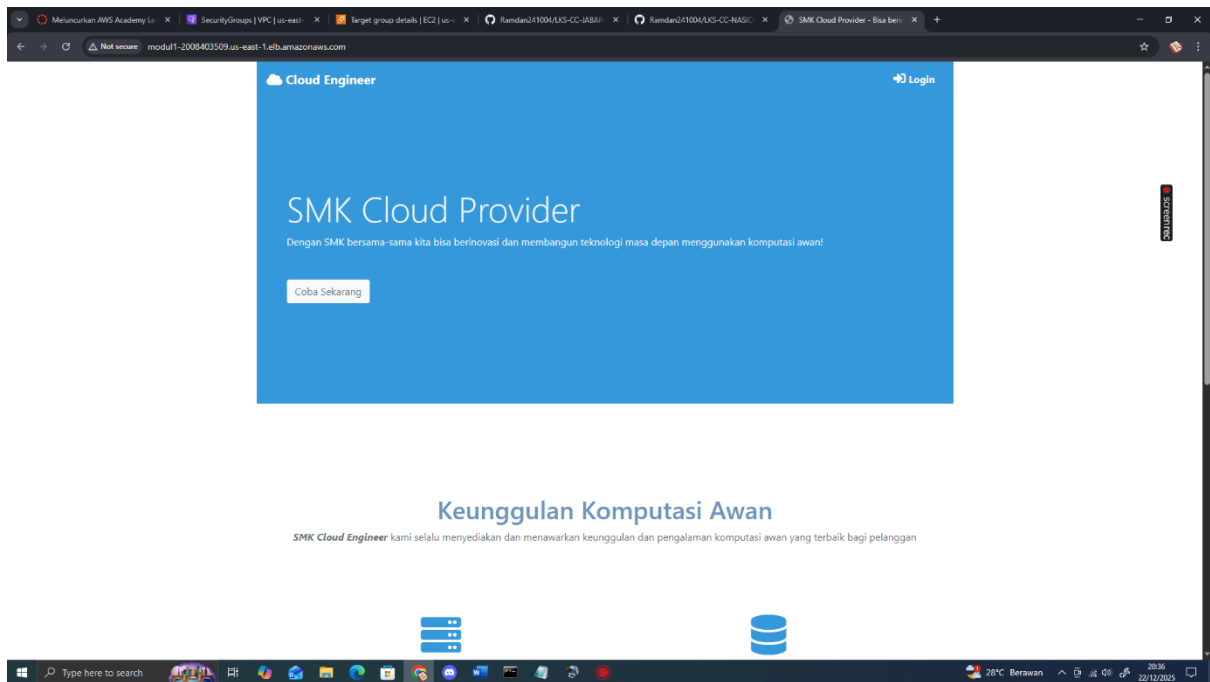 Meluncurkan AWS Academy Le
SecurityGroups | VPC | us-east-
Target group details | EC2 | us-
Ramdan241004/LKS-CC-JABAR
Ramdan241004/LKS-CC-NASIO
SMK Cloud Provider - Bisa beri
Not secure
modul1-2008403509.us-east-1.elb.amazonaws.com
Cloud Engineer
Login
SMK Cloud Provider
Dengan SMK bersama-sama kita bisa berinovasi dan membangun teknologi masa depan menggunakan komputasi awan!
Coba Sekarang
screenrec
Keunggulan Komputasi Awan
SMK Cloud Engineer kami selalu menyediakan dan menawarkan keunggulan dan pengalaman komputasi awan yang terbaik bagi pelanggan
Type here to search
28°C Berawan
20:36
22/12/2025